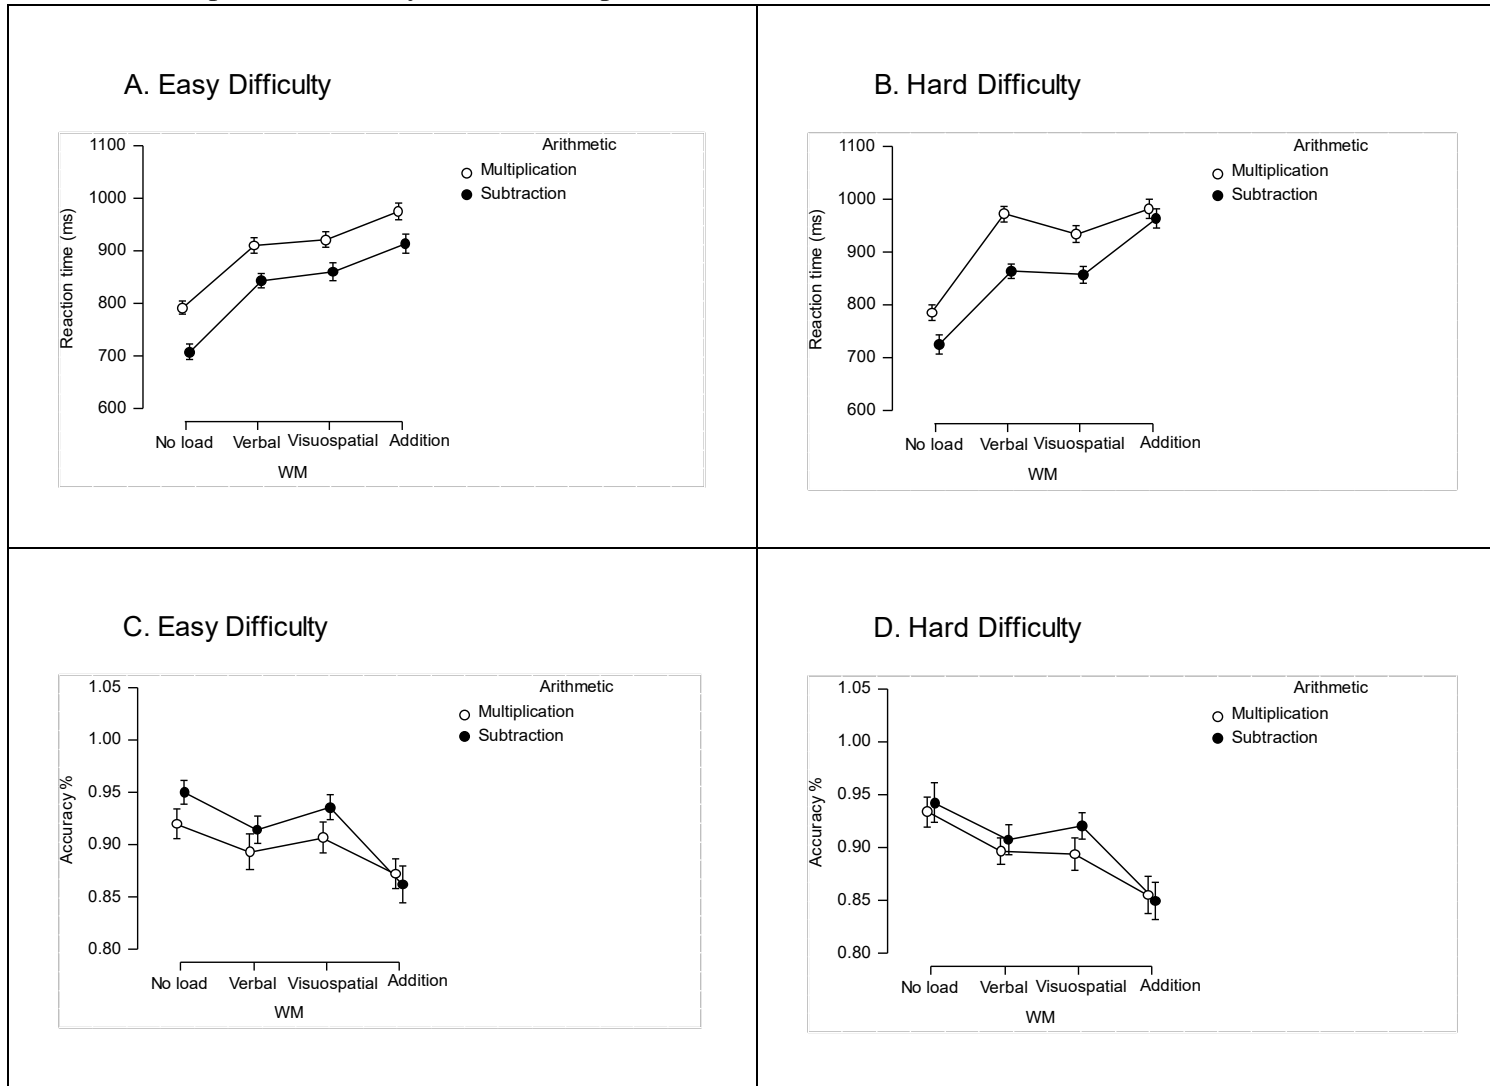 A. Easy Difficulty
1100
1000
900
800
700
600
Reaction time (ms)
Arithmetic
Multiplication
Subtraction
No load Verbal Visuospatial Addition
WM
B. Hard Difficulty
1100
1000
900
800
700
600
Reaction time (ms)
Arithmetic
Multiplication
Subtraction
No load Verbal Visuospatial Addition
WM
C. Easy Difficulty
1.05
1.00
0.95
0.90
0.85
0.80
Accuracy %
Arithmetic
Multiplication
Subtraction
No load Verbal Visuospatial Addition
WM
D. Hard Difficulty
1.05
1.00
0.95
0.90
0.85
0.80
Accuracy %
Arithmetic
Multiplication
Subtraction
No load Verbal Visuospatial Addition
WM